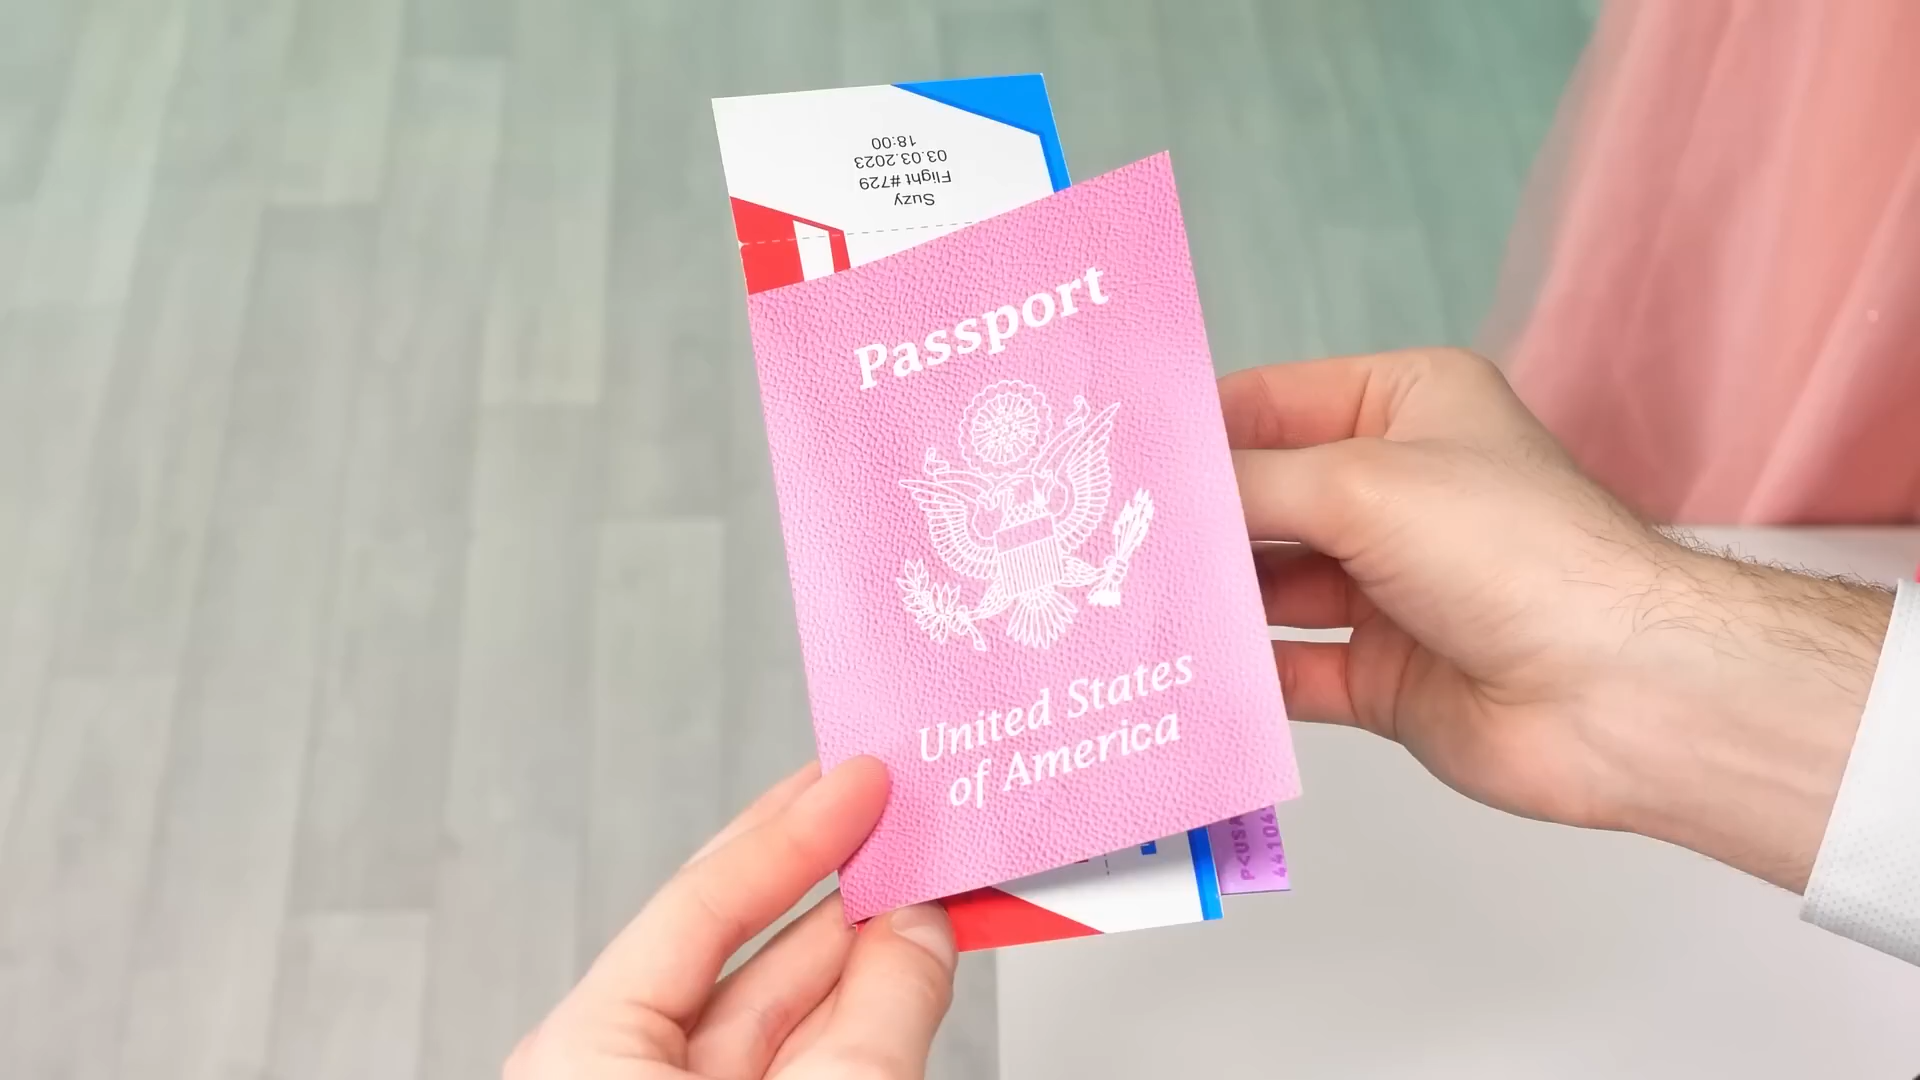 Suzy
Flight #729
03.03.2023
18:00
Passport
United States
of America
P<USA
44104